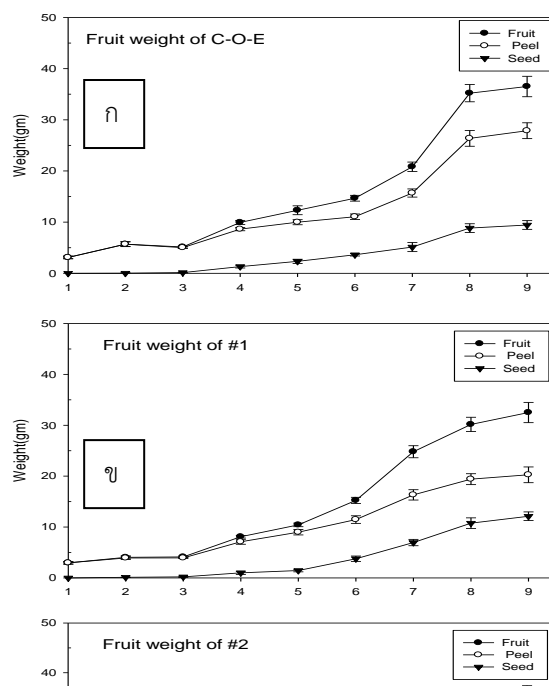 50
Fruit weight of C-O-E
Fruit
Peel
Seed
40
ก
30
Weight(gm)
20
10
0
1 2 3 4 5 6 7 8 9
50
Fruit weight of #1
Fruit
Peel
Seed
40
ข
30
Weight(gm)
20
10
0
1 2 3 4 5 6 7 8 9
50
Fruit weight of #2
Fruit
Peel
Seed
40